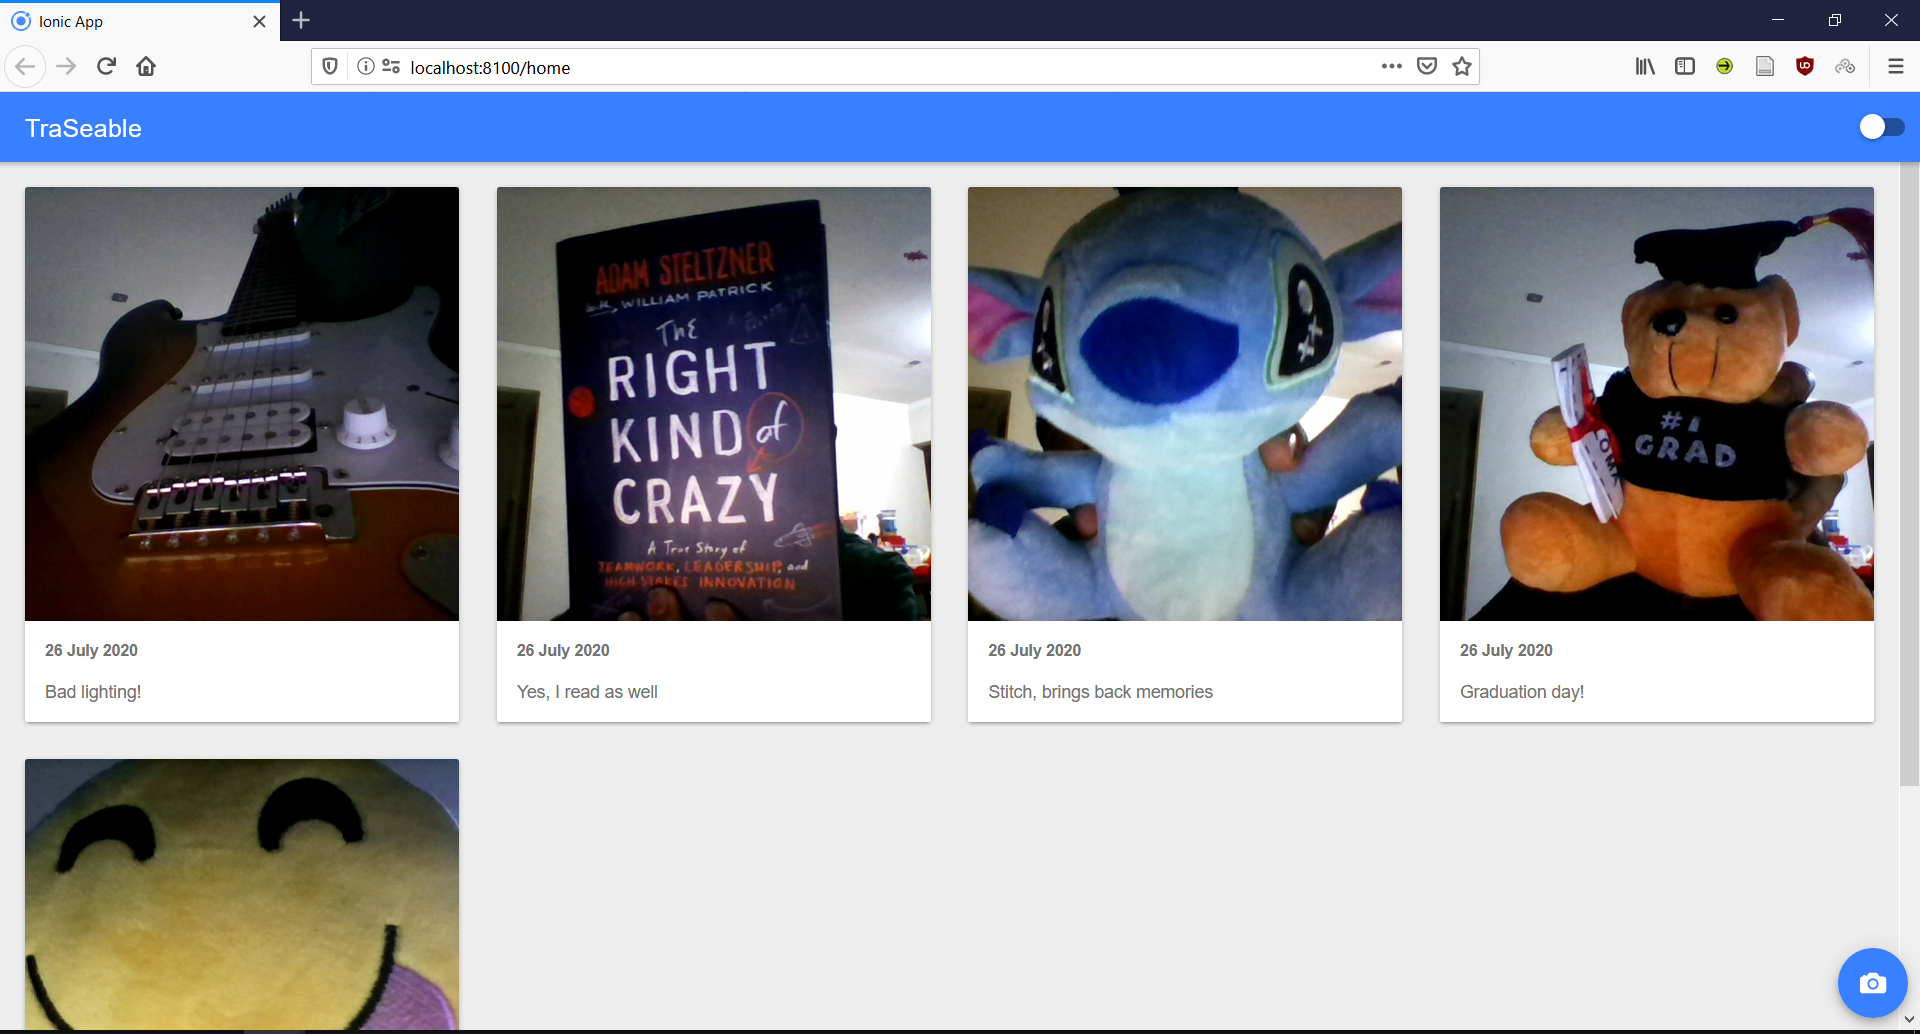 Ionic App
localhost:8100/home
TraSeable
ADAM STELTZNER
WILLIAM PATRICK
The
RIGHT
KIND of
CRAZY
A True Story of
TEAMWORK, LEADERSHIP, and
HIGH-STAKES INNOVATION
#1
GRAD
26 July 2020
Bad lighting!
26 July 2020
Yes, I read as well
26 July 2020
Stitch, brings back memories
26 July 2020
Graduation day!